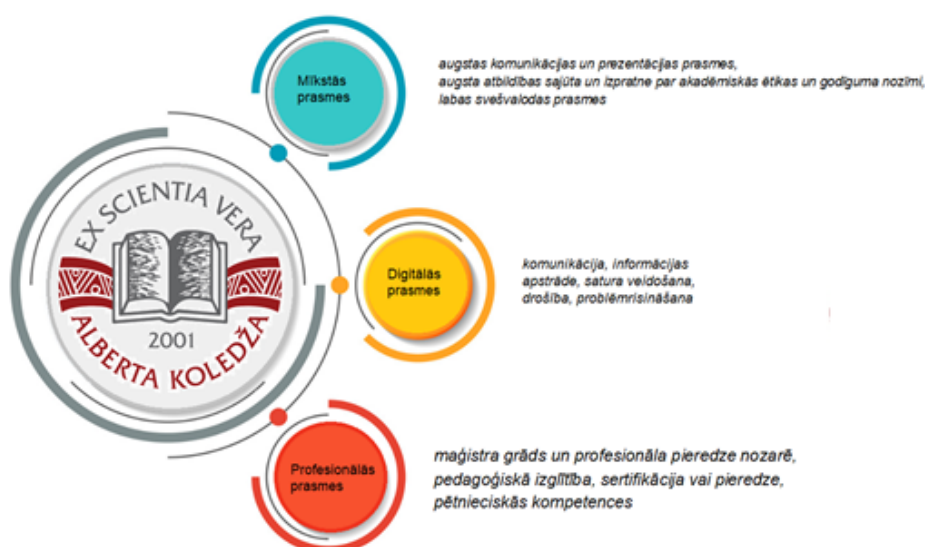 Mīkstās
prasmes
augstas komunikācijas un prezentācijas prasmes,
augsta atbildības sajūta un izpratne par akadēmiskās ētikas un godīguma nozīmi,
labas svešvalodas prasmes
EX SCIENTIA VERA
2001
ALBERTA KOLEDŽA
Digitālās
prasmes
komunikācija, informācijas
apstrāde, satura veidošana,
drošība, problēmrisināšana
Profesionālās
prasmes
maģistra grāds un profesionāla pieredze nozarē,
pedagoģiskā izglītība, sertifikācija vai pieredze,
pētnieciskās kompetences